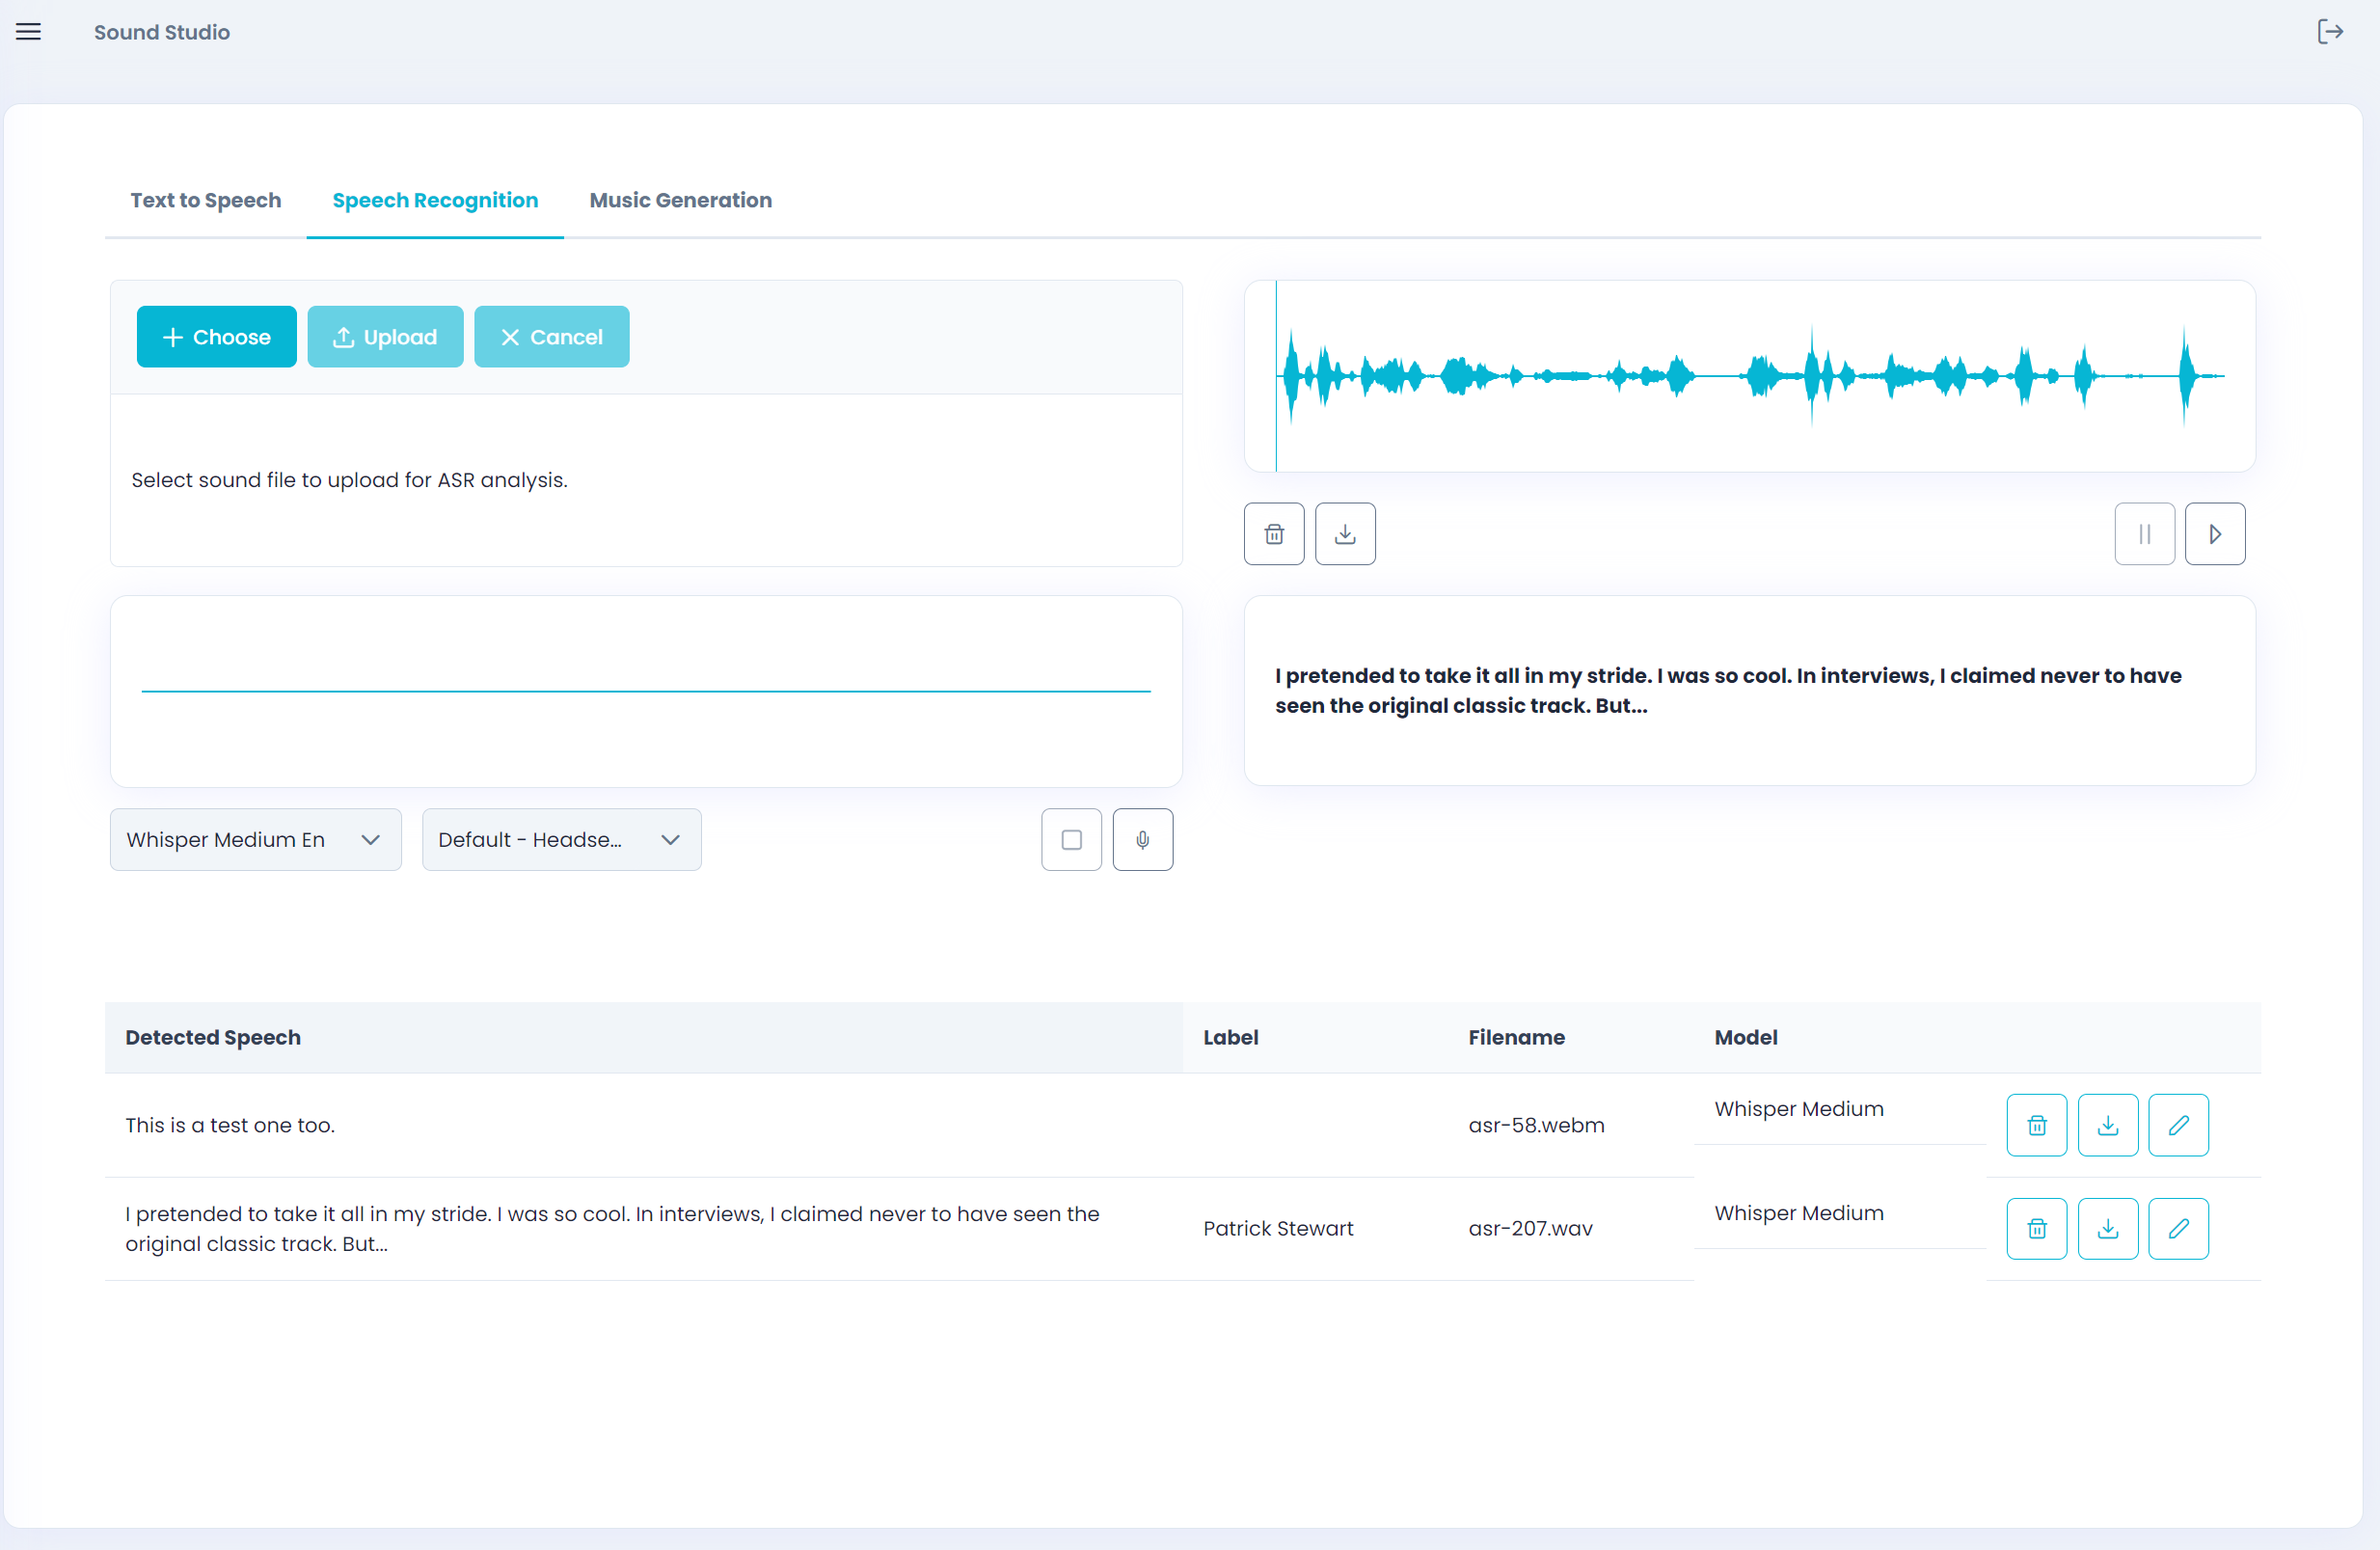 Sound Studio
Text to Speech
Speech Recognition
Music Generation
Choose
Upload
Cancel
Select sound file to upload for ASR analysis.
I pretended to take it all in my stride. I was so cool. In interviews, I claimed never to have
seen the original classic track. But...
Whisper Medium En
Default - Headse...
Detected Speech
Label
Filename
Model
This is a test one too.
asr-58.webm
Whisper Medium
I pretended to take it all in my stride. I was so cool. In interviews, I claimed never to have seen the
original classic track. But...
Patrick Stewart
asr-207.wav
Whisper Medium